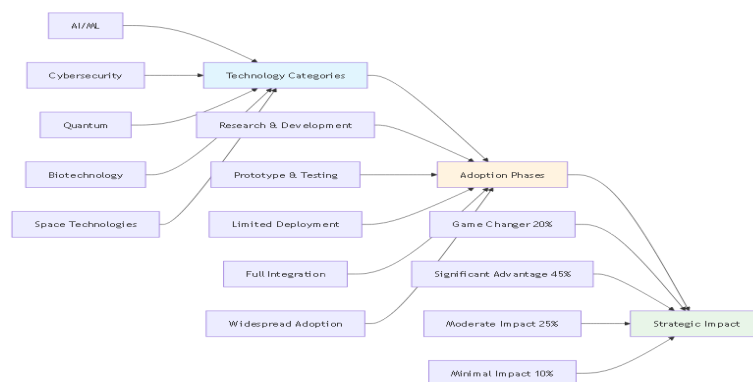 AI/ML
Cybersecurity
Technology Categories
Quantum
Research & Development
Biotechnology
Prototype & Testing
Adoption Phases
Space Technologies
Limited Deployment
Game Changer 20%
Full Integration
Significant Advantage 45%
Widespread Adoption
Moderate Impact 25%
Strategic Impact
Minimal Impact 10%